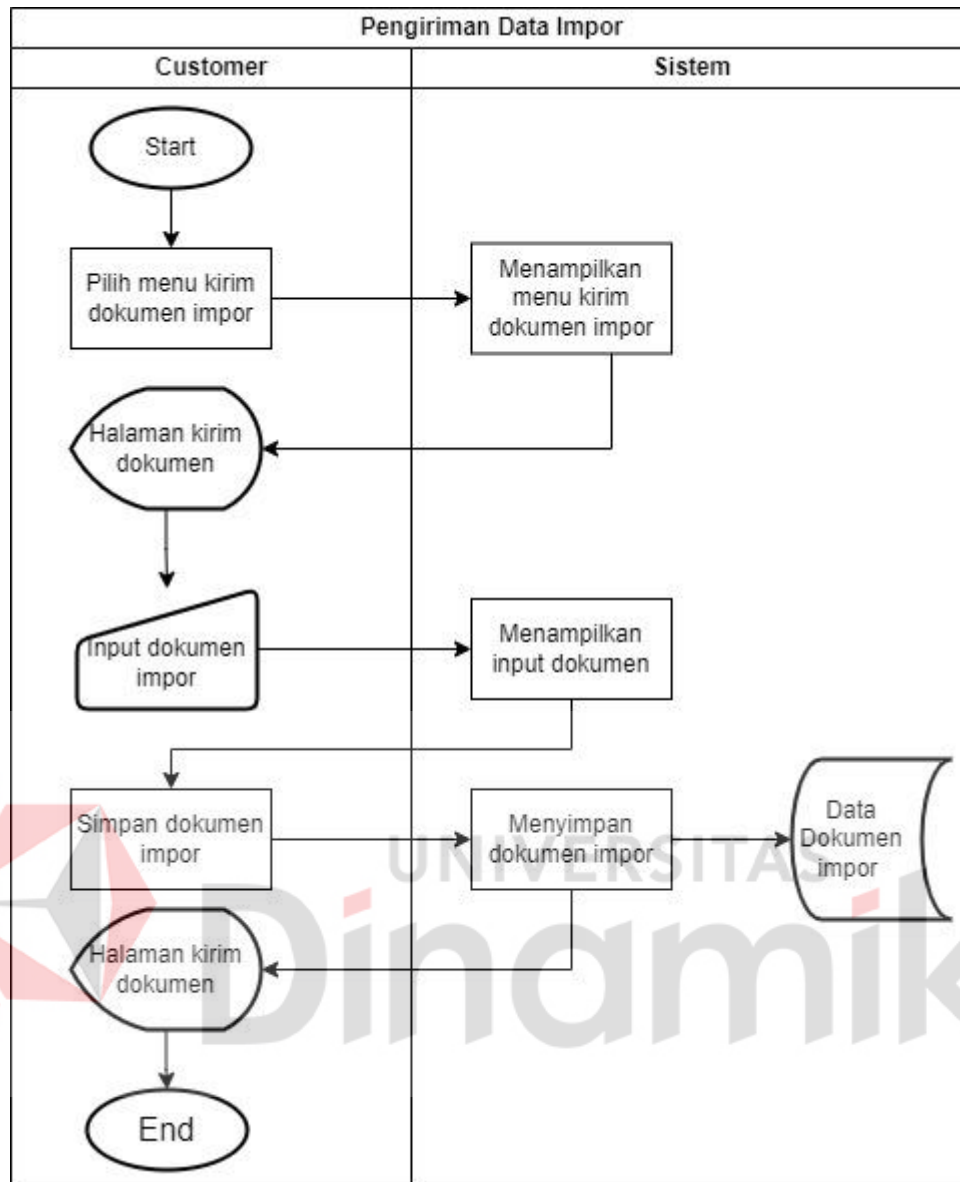 Pengiriman Data Impor
Customer
Sistem
Start
Pilih menu kirim
dokumen impor
Menampilkan
menu kirim
dokumen impor
Halaman kirim
dokumen
Input dokumen
impor
Menampilkan
input dokumen
Simpan dokumen
impor
Menyimpan
dokumen impor
Data
Dokumen
impor
UNIVERSITAS
Dinamik
Halaman kirim
dokumen
End